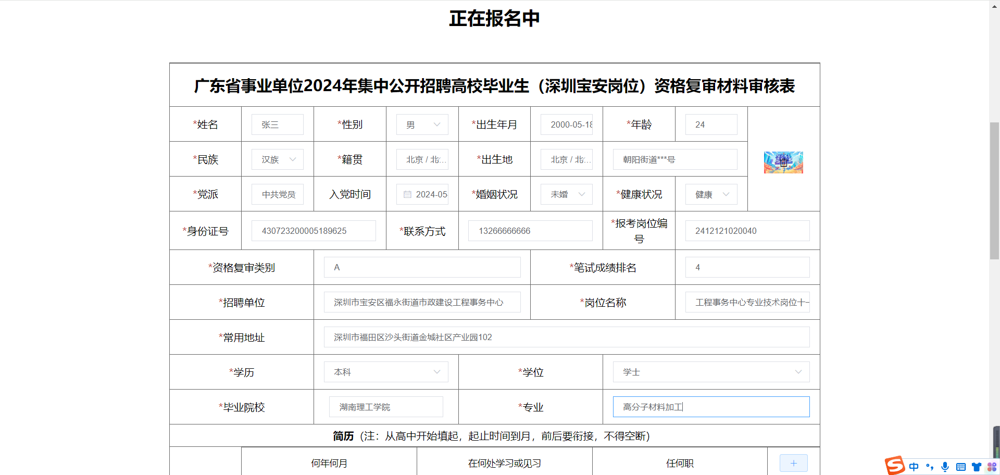 正在报名中
广东省事业单位2024年集中公开招聘高校毕业生（深圳宝安岗位）资格复审材料审核表
*姓名 张三 *性别 男 *出生年月 2000-05-18 *年龄 24
*民族 汉族 *籍贯 北京 / 北... *出生地 北京 / 北... 朝阳街道***号
*党派 中共党员 入党时间 2024-05 *婚姻状况 未婚 *健康状况 健康
*身份证号 430723200005189625 *联系方式 13266666666 *报考岗位编
号 2412121020040
*资格复审类别 A *笔试成绩排名 4
*招聘单位 深圳市宝安区福永街道市政建设工程事务中心 *岗位名称 工程事务中心专业技术岗位十
*常用地址 深圳市福田区沙头街道金城社区产业园102
*学历 本科 *学位 学士
*毕业院校 湖南理工学院 *专业 高分子材料加工
简历（注：从高中开始填起，起止时间到月，前后要衔接，不得空断）
何年何月 在何处学习或见习 任何职 +
中